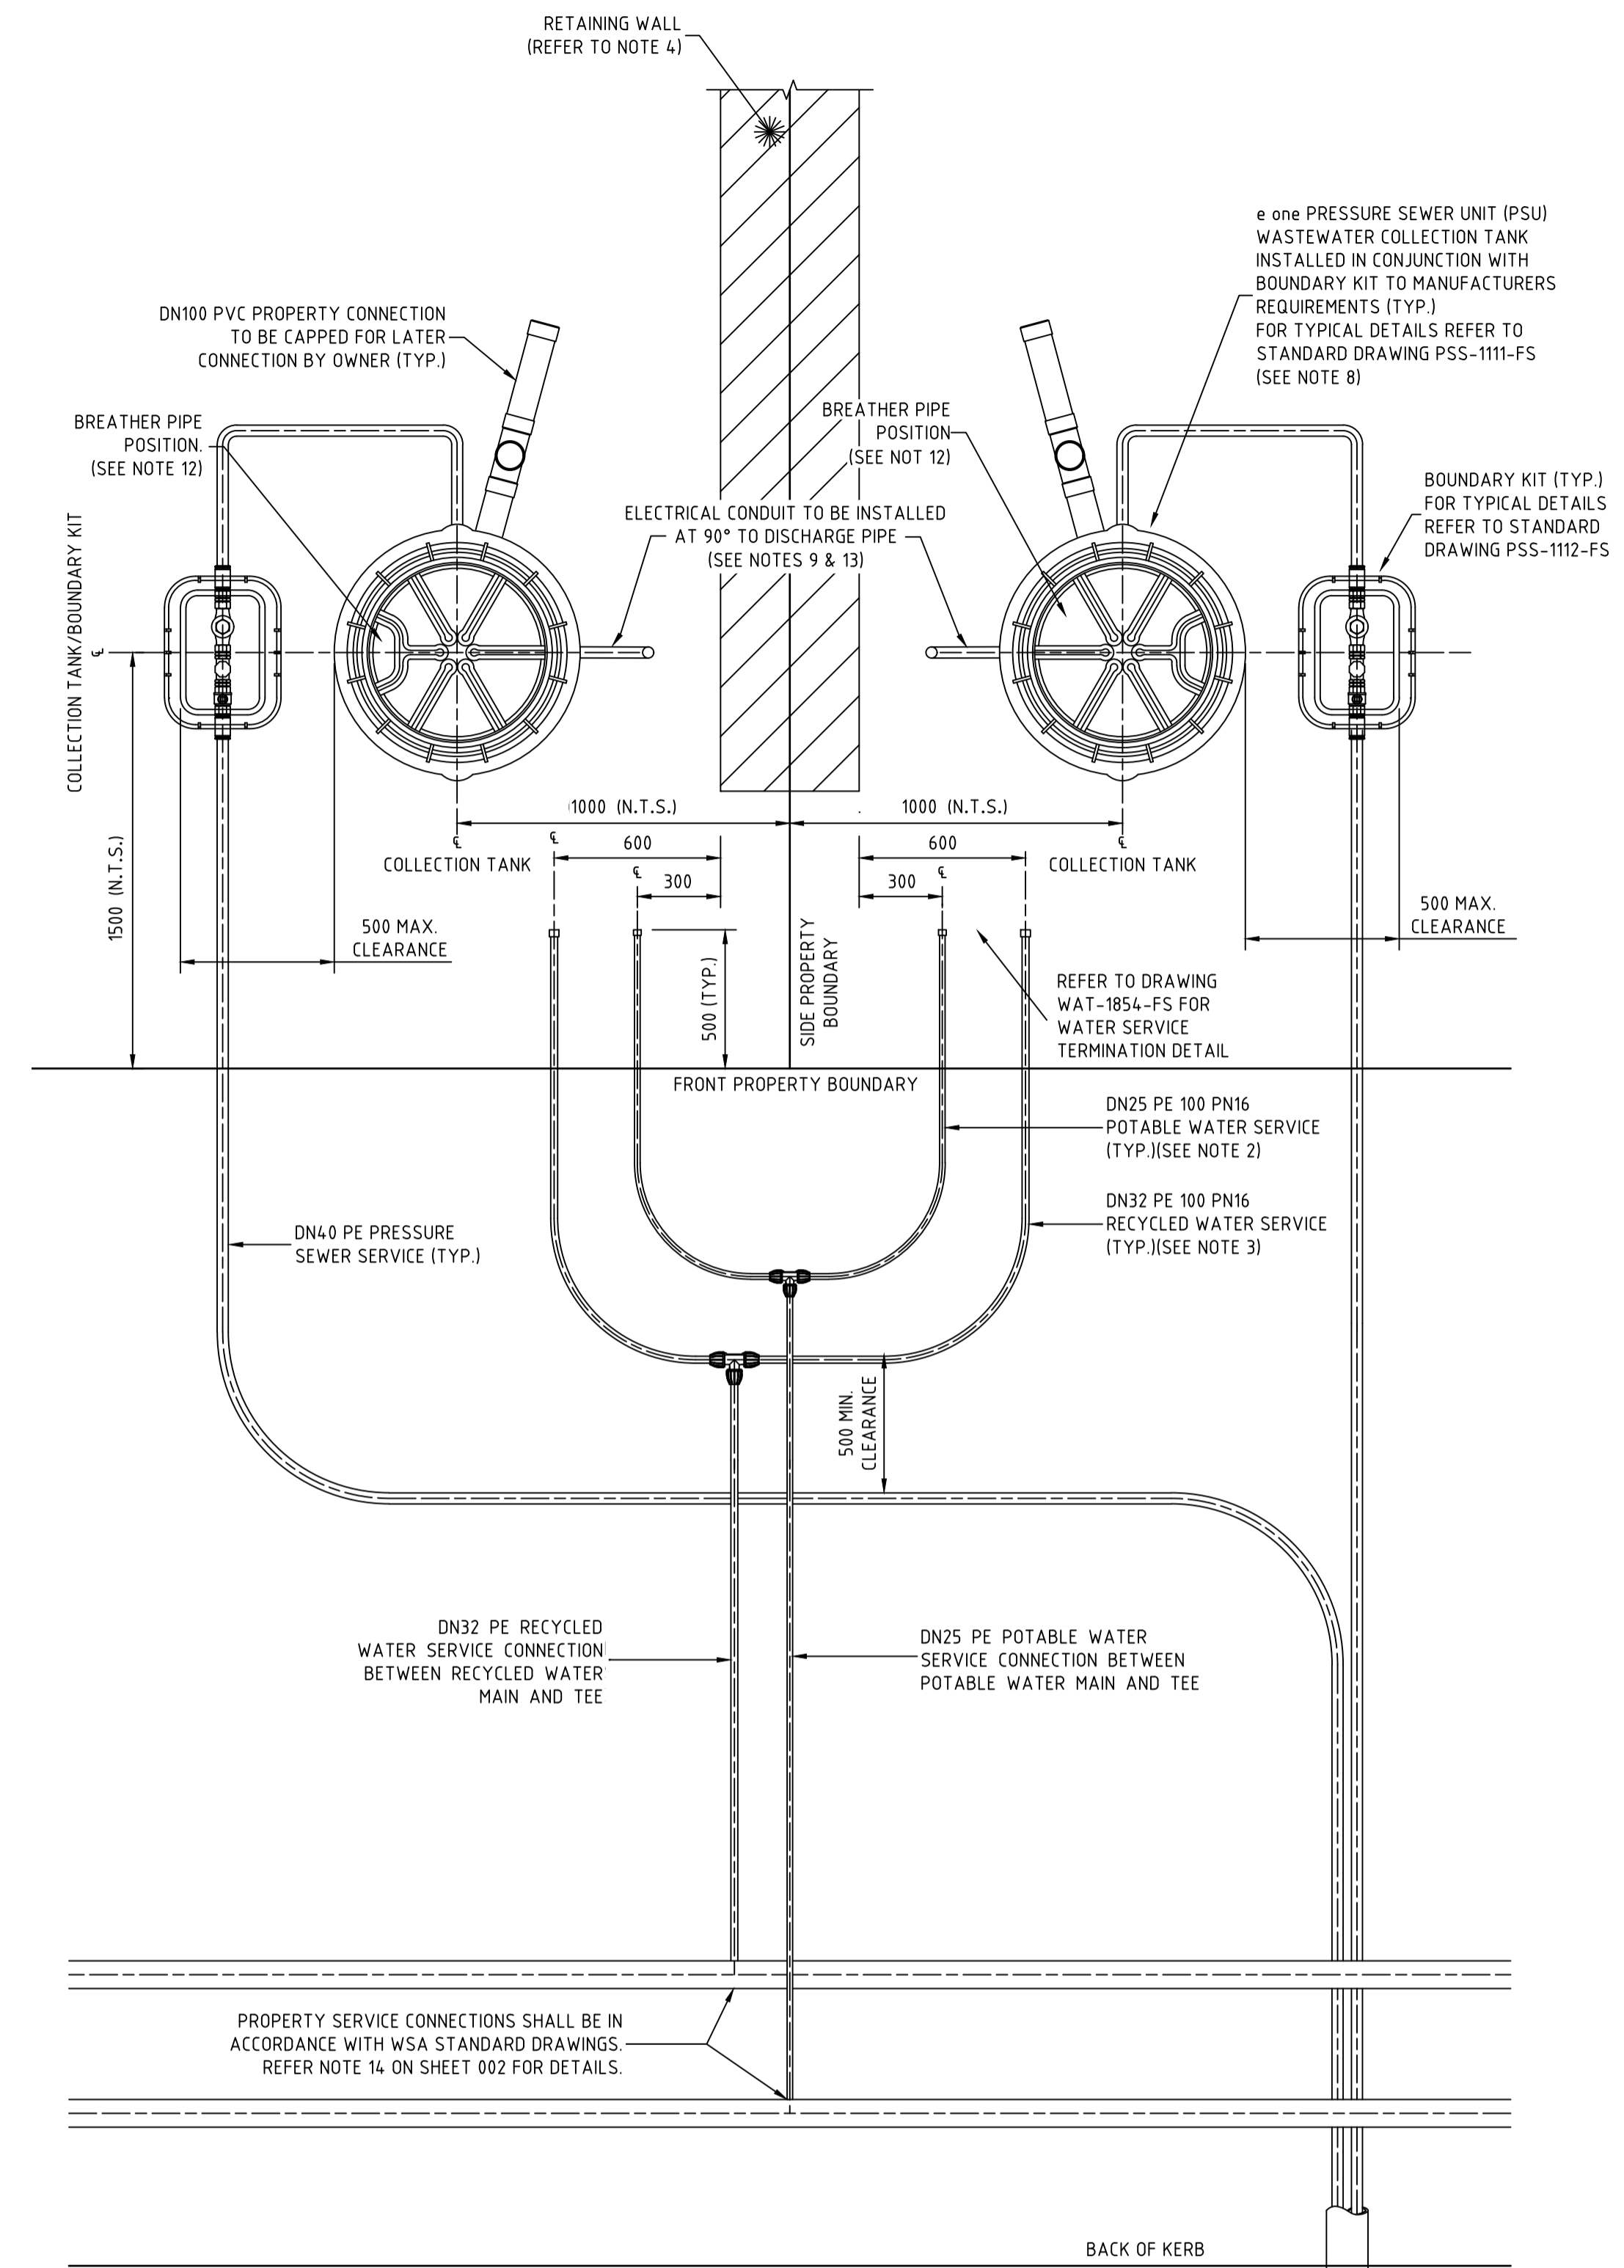 RETAINING WALL
(REFER TO NOTE 4)
e one PRESSURE SEWER UNIT (PSU)
WASTEWATER COLLECTION TANK
INSTALLED IN CONJUNCTION WITH
BOUNDARY KIT TO MANUFACTURERS
REQUIREMENTS (TYP.)
FOR TYPICAL DETAILS REFER TO
STANDARD DRAWING PSS-1111-FS
(SEE NOTE 8)
DN100 PVC PROPERTY CONNECTION
TO BE CAPPED FOR LATER
CONNECTION BY OWNER (TYP.)
BREATHER PIPE
POSITION.
(SEE NOTE 12)
BREATHER PIPE
POSITION
(SEE NOT 12)
BOUNDARY KIT (TYP.)
FOR TYPICAL DETAILS
REFER TO STANDARD
DRAWING PSS-1112-FS
ELECTRICAL CONDUIT TO BE INSTALLED
AT 90° TO DISCHARGE PIPE
(SEE NOTES 9 & 13)
COLLECTION TANK/BOUNDARY KIT
℄
1500 (N.T.S.)
1000 (N.T.S.)
1000 (N.T.S.)
℄
℄
℄
600
600
COLLECTION TANK
COLLECTION TANK
℄
℄
300
300
500 MAX.
CLEARANCE
500 MAX.
CLEARANCE
500 (TYP.)
SIDE PROPERTY
BOUNDARY
REFER TO DRAWING
WAT-1854-FS FOR
WATER SERVICE
TERMINATION DETAIL
FRONT PROPERTY BOUNDARY
DN25 PE 100 PN16
POTABLE WATER SERVICE
(TYP.)(SEE NOTE 2)
DN32 PE 100 PN16
RECYCLED WATER SERVICE
(TYP.)(SEE NOTE 3)
DN40 PE PRESSURE
SEWER SERVICE (TYP.)
500 MIN.
CLEARANCE
DN32 PE RECYCLED
WATER SERVICE CONNECTION
BETWEEN RECYCLED WATER
MAIN AND TEE
DN25 PE POTABLE WATER
SERVICE CONNECTION BETWEEN
POTABLE WATER MAIN AND TEE
PROPERTY SERVICE CONNECTIONS SHALL BE IN
ACCORDANCE WITH WSA STANDARD DRAWINGS.
REFER NOTE 14 ON SHEET 002 FOR DETAILS.
BACK OF KERB